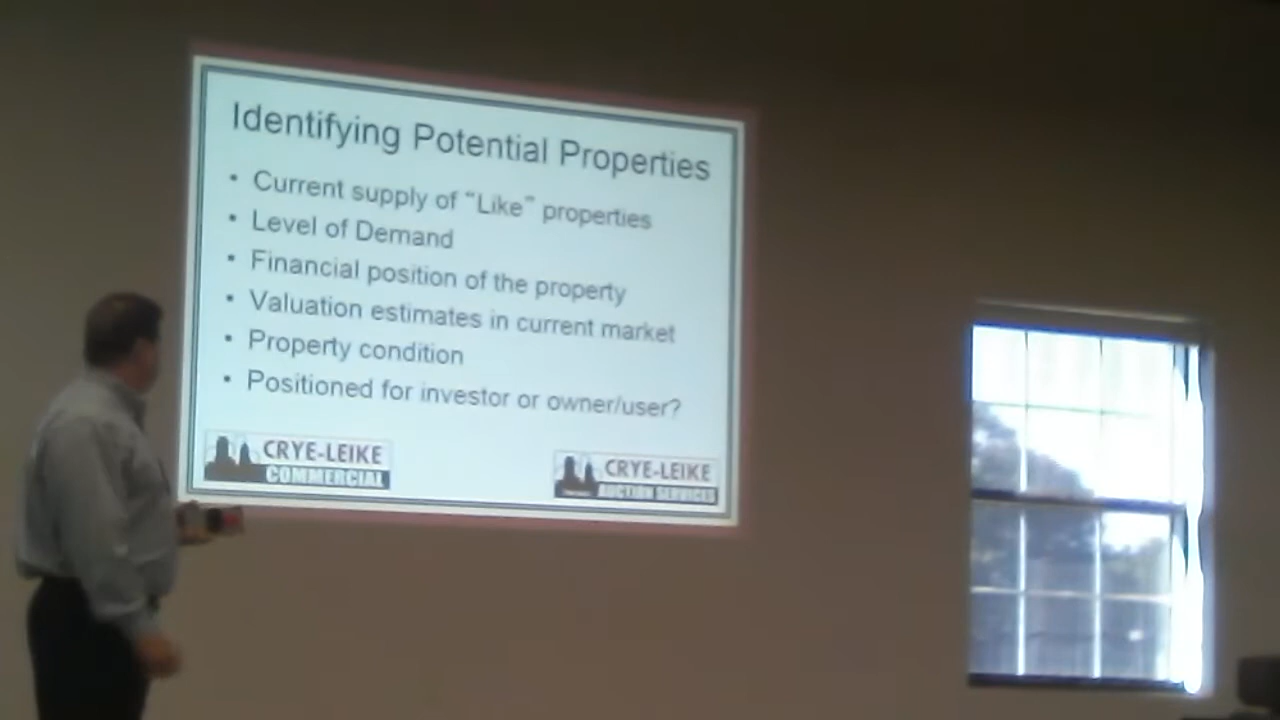 Identifying Potential Properties
• Current supply of “Like” properties
• Level of Demand
• Financial position of the property
• Valuation estimates in current market
• Property condition
• Positioned for investor or owner/user?
CRYE-LEIKE
COMMERCIAL
CRYE-LEIKE
AUCTION SERVICES